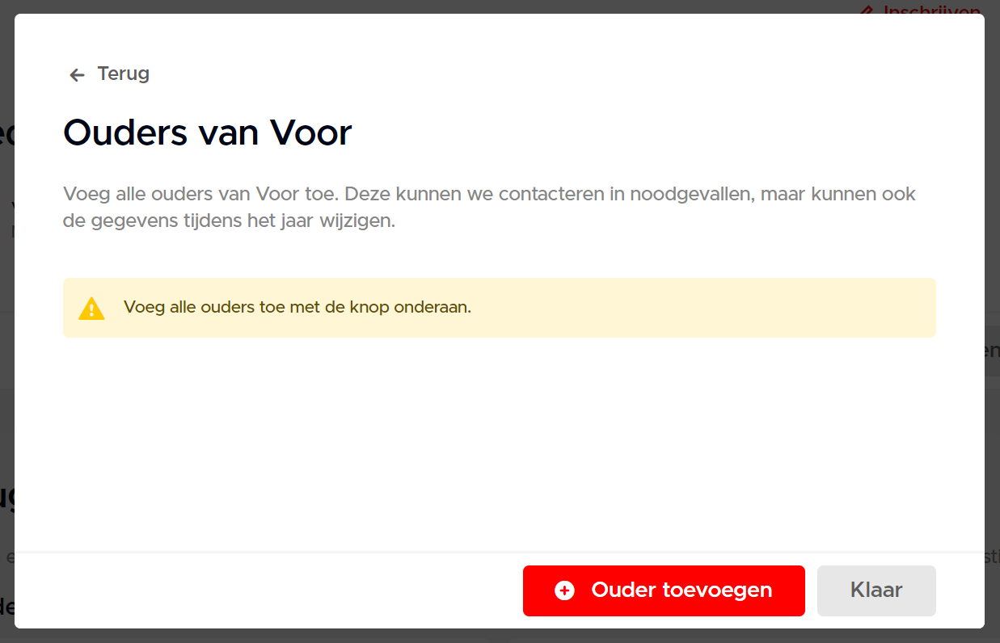 Inschrijven
Terug
Ouders van Voor
Voeg alle ouders van Voor toe. Deze kunnen we contacteren in noodgevallen, maar kunnen ook
de gegevens tijdens het jaar wijzigen.
Voeg alle ouders toe met de knop onderaan.
Ouder toevoegen
Klaar